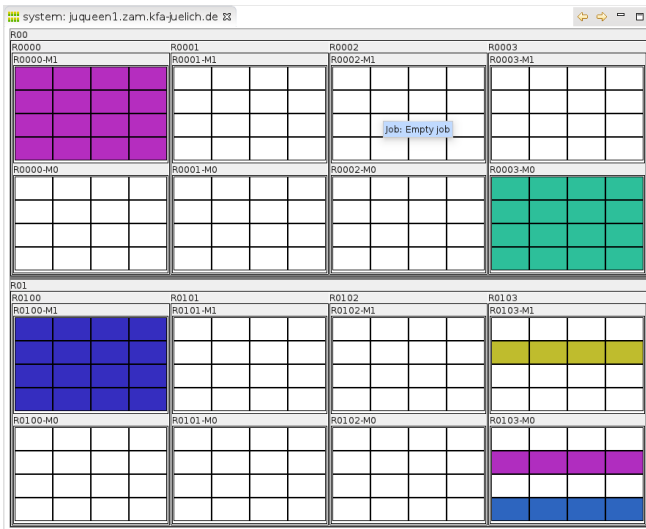 system: juqueen1.zam.kfa-juelich.de
R00
R0000 R0001 R0002 R0003
R0000-M1 R0001-M1 R0002-M1 R0003-M1
Job: Empty job
R0000-M0 R0001-M0 R0002-M0 R0003-M0
R01
R0100 R0101 R0102 R0103
R0100-M1 R0101-M1 R0102-M1 R0103-M1
R0100-M0 R0101-M0 R0102-M0 R0103-M0